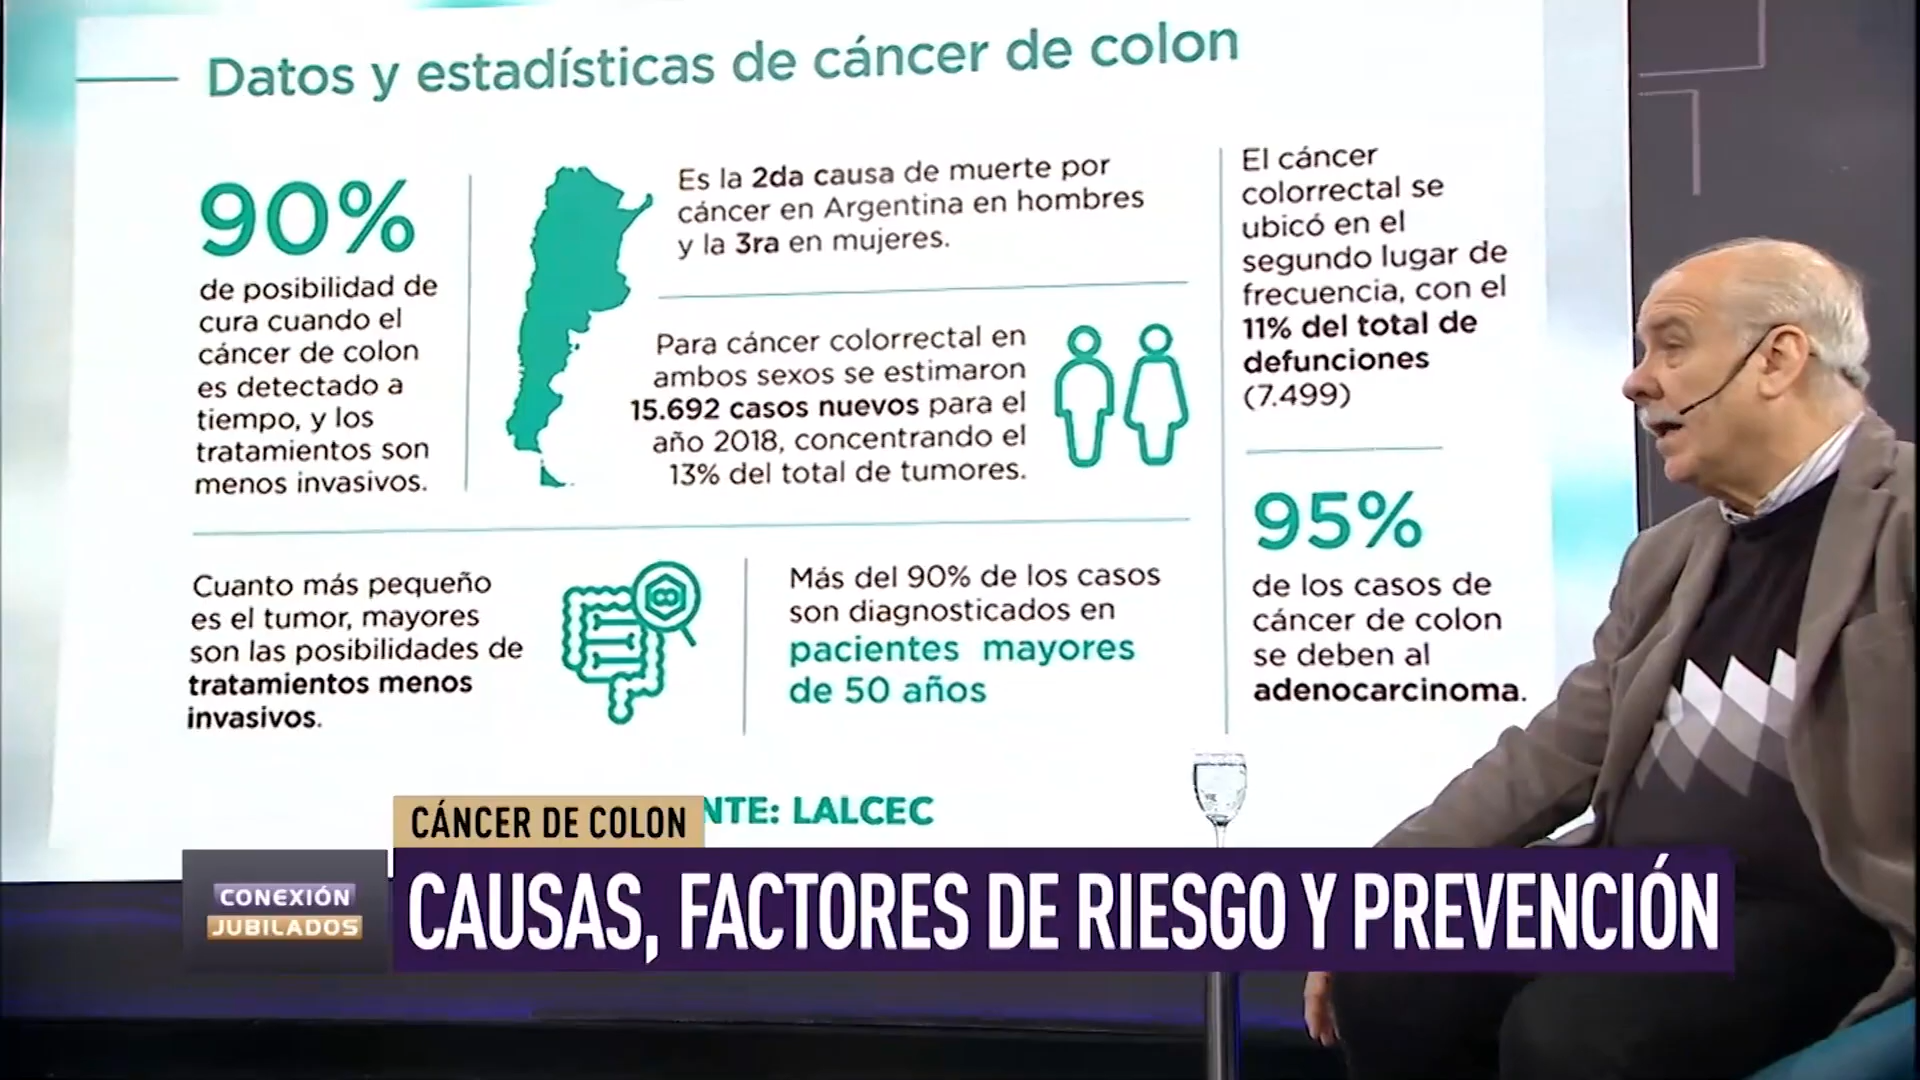 Datos y estadísticas de cáncer de colon
90%
de posibilidad de
cura cuando el
cáncer de colon
es detectado a
tiempo, y los
tratamientos son
menos invasivos.
Es la 2da causa de muerte por
cáncer en Argentina en hombres
y la 3ra en mujeres.
Para cáncer colorrectal en
ambos sexos se estimaron
15.692 casos nuevos para el
año 2018, concentrando el
13% del total de tumores.
El cáncer
colorrectal se
ubicó en el
segundo lugar de
frecuencia, con el
11% del total de
defunciones
(7.499)
Cuanto más pequeño
es el tumor, mayores
son las posibilidades de
tratamientos menos
invasivos.
Más del 90% de los casos
son diagnosticados en
pacientes mayores
de 50 años
95%
de los casos de
cáncer de colon
se deben al
adenocarcinoma.
NTE: LALCEC
CÁNCER DE COLON
CONEXIÓN
JUBILADOS
CAUSAS, FACTORES DE RIESGO Y PREVENCIÓN